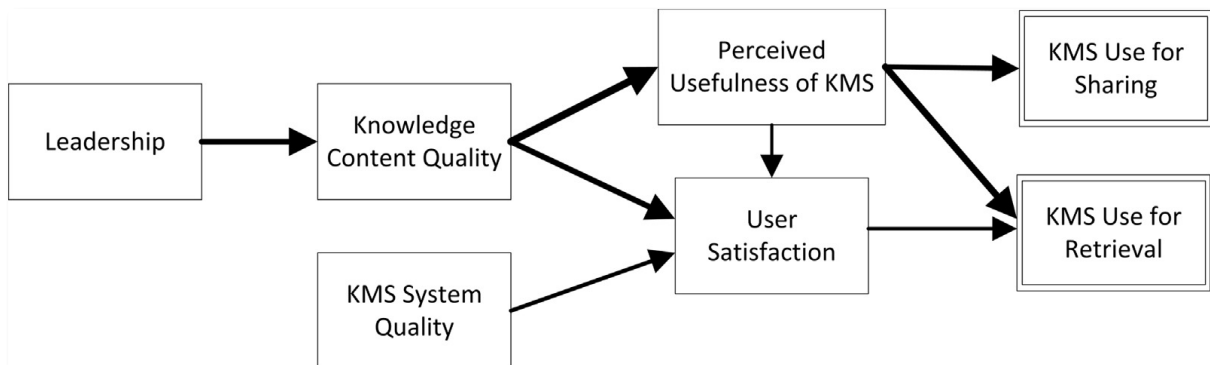 Leadership
Knowledge
Content Quality
KMS System
Quality
Perceived
Usefulness of KMS
User
Satisfaction
KMS Use for
Sharing
KMS Use for
Retrieval